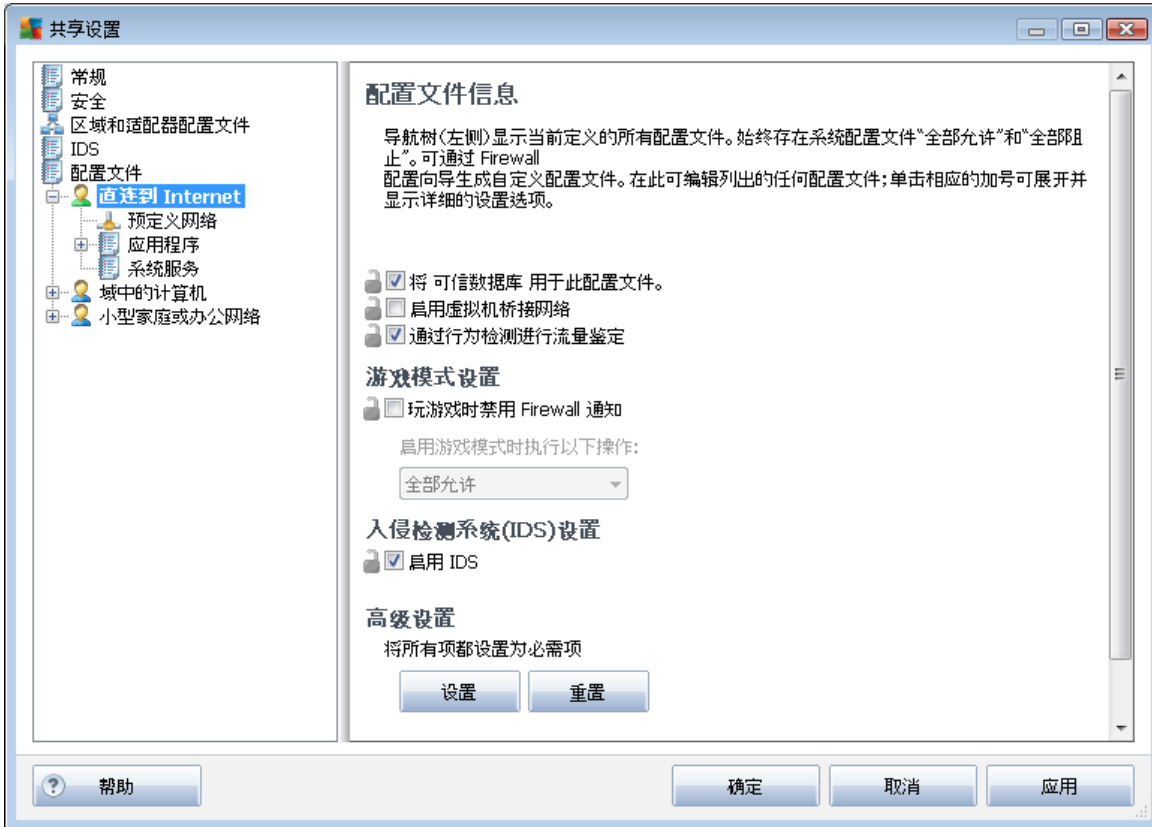 共享设置
常规
安全
区域和适配器配置文件
IDS
配置文件
直连到 Internet
预定义网络
应用程序
系统服务
域中的计算机
小型家庭或办公网络
配置文件信息
导航树(左侧)显示当前定义的所有配置文件。始终存在系统配置文件“全部允许”和“全部阻
止”。可通过 Firewall
配置向导生成自定义配置文件。在此可编辑列出的任何配置文件;单击相应的加号可展开并
显示详细的设置选项。
将 可信数据库 用于此配置文件。
启用虚拟机桥接网络
通过行为检测进行流量鉴定
游戏模式设置
玩游戏时禁用 Firewall 通知
启用游戏模式时执行以下操作:
全部允许
入侵检测系统(IDS)设置
启用 IDS
高级设置
将所有项都设置为必需项
设置
重置
? 帮助
确定
取消
应用